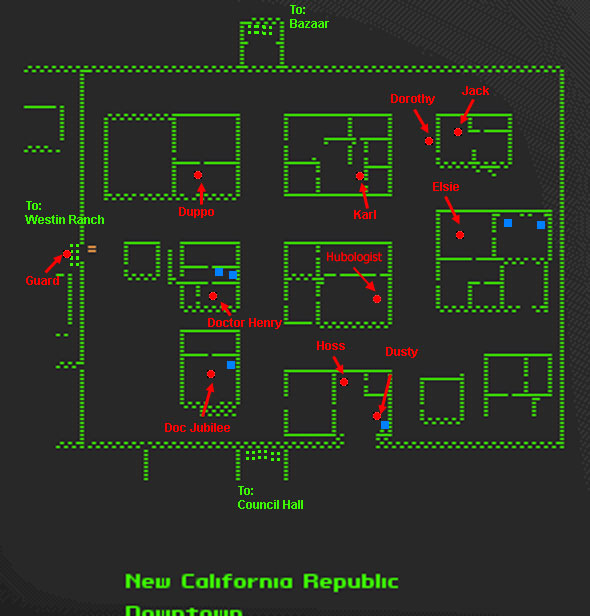 To:
Bazaar
Jack
Dorothy
Elsie
To:
Westin Ranch
Duppo
Karl
Hubologist
Guard
Doctor Henry
Hoss
Dusty
Doc Jubilee
To:
Council Hall
New California Republic
Downtown